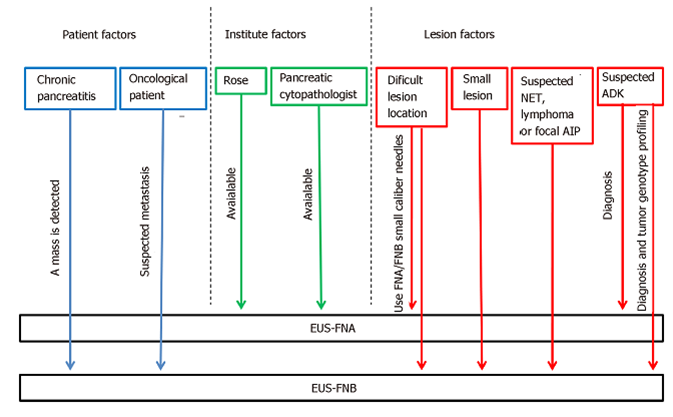 Patient factors
Institute factors
Lesion factors
Chronic
pancreatitis
Oncological
patient
Rose
Pancreatic
cytopathologist
Dificult
lesion
location
Small
lesion
Suspected
NET,
lymphoma
or focal AIP
Suspected
ADK
A mass is detected
Suspected metastasis
Avaialable
Avaialable
Use FNA/FNB small caliber needles
Diagnosis
Diagnosis and tumor genotype profiling
EUS-FNA
EUS-FNB